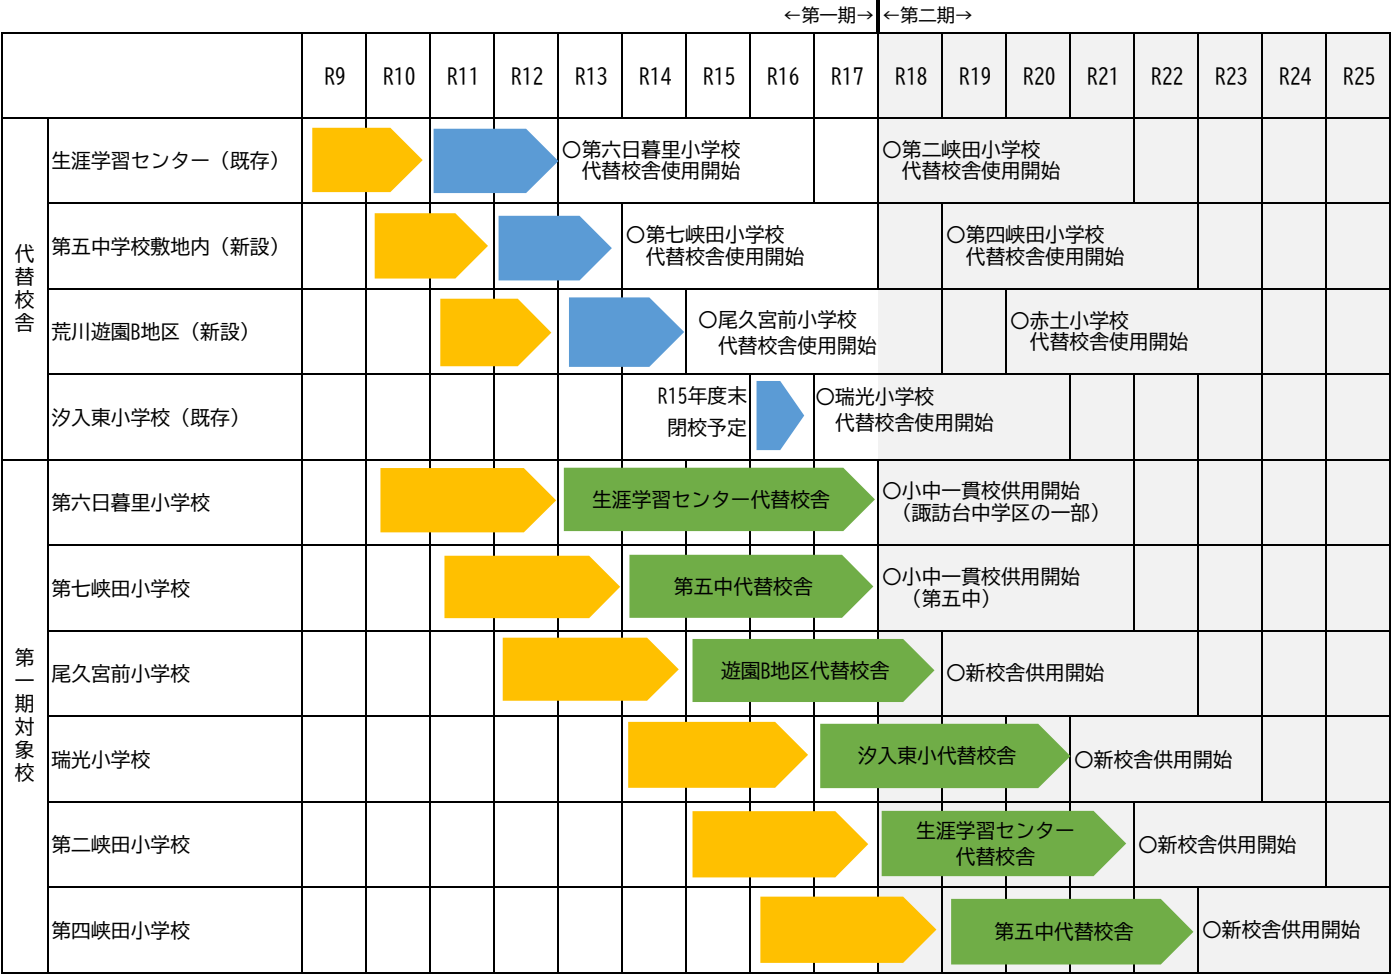 ←第一期→ ←第二期→
R9 R10 R11 R12 R13 R14 R15 R16 R17 R18 R19 R20 R21 R22 R23 R24 R25
代替校舎
生涯学習センター（既存）
〇第六日暮里小学校
代替校舎使用開始
〇第二峡田小学校
代替校舎使用開始
第五中学校敷地内（新設）
〇第七峡田小学校
代替校舎使用開始
〇第四峡田小学校
代替校舎使用開始
荒川遊園B地区（新設）
〇尾久宮前小学校
代替校舎使用開始
〇赤土小学校
代替校舎使用開始
汐入東小学校（既存）
R15年度末
閉校予定
〇瑞光小学校
代替校舎使用開始
第一期対象校
第六日暮里小学校
生涯学習センター代替校舎
〇小中一貫校供用開始
（諏訪台中学区の一部）
第七峡田小学校
第五中代替校舎
〇小中一貫校供用開始
（第五中）
尾久宮前小学校
遊園B地区代替校舎
〇新校舎供用開始
瑞光小学校
汐入東小代替校舎
〇新校舎供用開始
第二峡田小学校
生涯学習センター
代替校舎
〇新校舎供用開始
第四峡田小学校
第五中代替校舎
〇新校舎供用開始